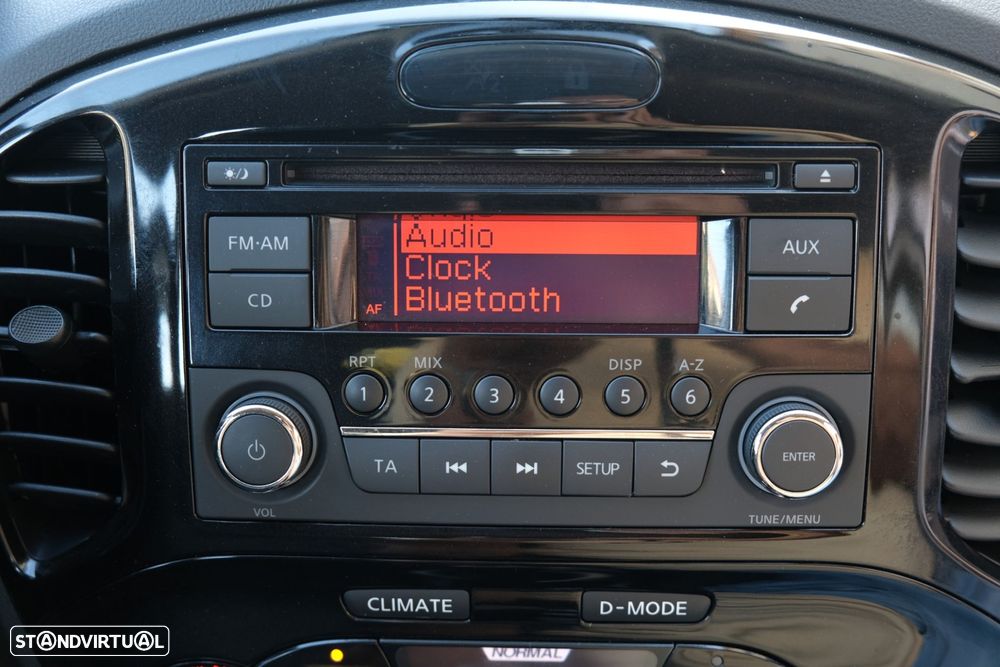 FM·AM
CD
Audio
Clock
Bluetooth
AF
AUX
RPT MIX DISP A-Z
1 2 3 4 5 6
TA SETUP
ENTER
VOL
TUNE/MENU
CLIMATE D-MODE
NORMAL
STANDVIRTUAL